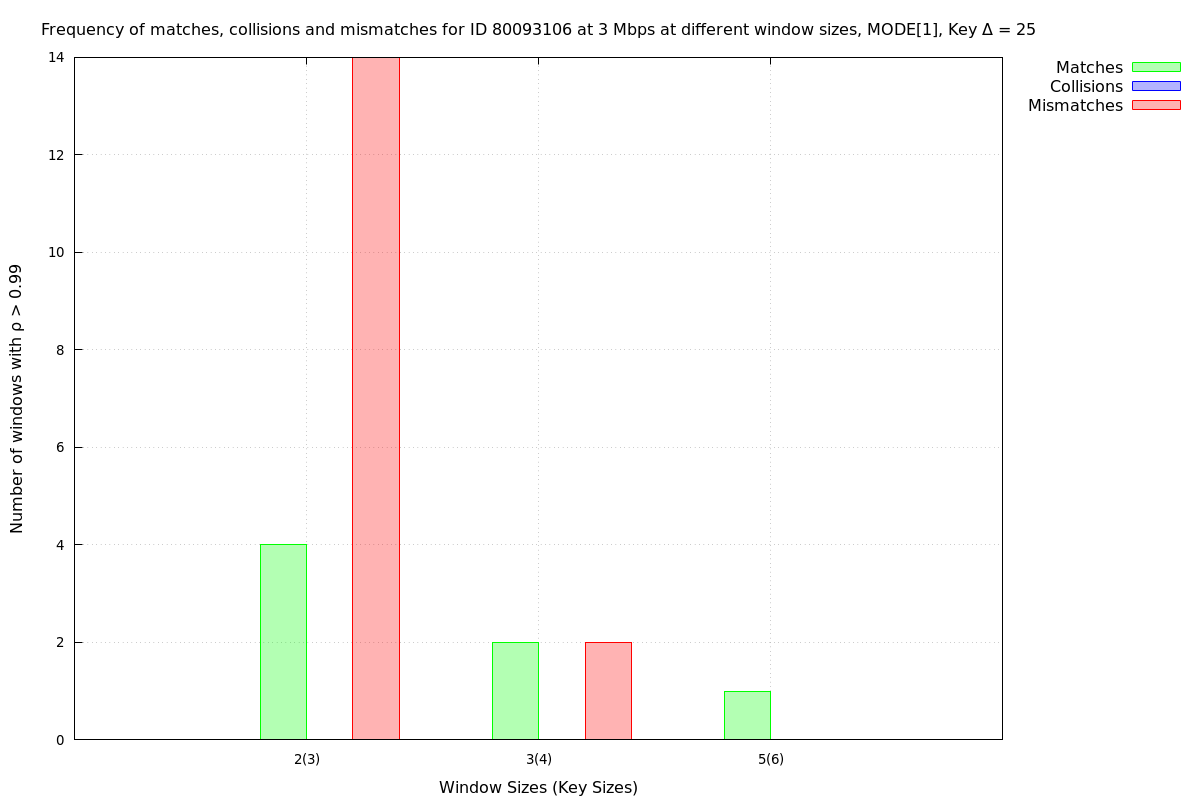 Frequency of matches, collisions and mismatches for ID 80093106 at 3 Mbps at different window sizes, MODE[1], Key Δ = 25
Matches
Collisions
Mismatches
14
12
10
8
6
4
2
0
Number of windows with ρ > 0.99
2(3)
3(4)
5(6)
Window Sizes (Key Sizes)